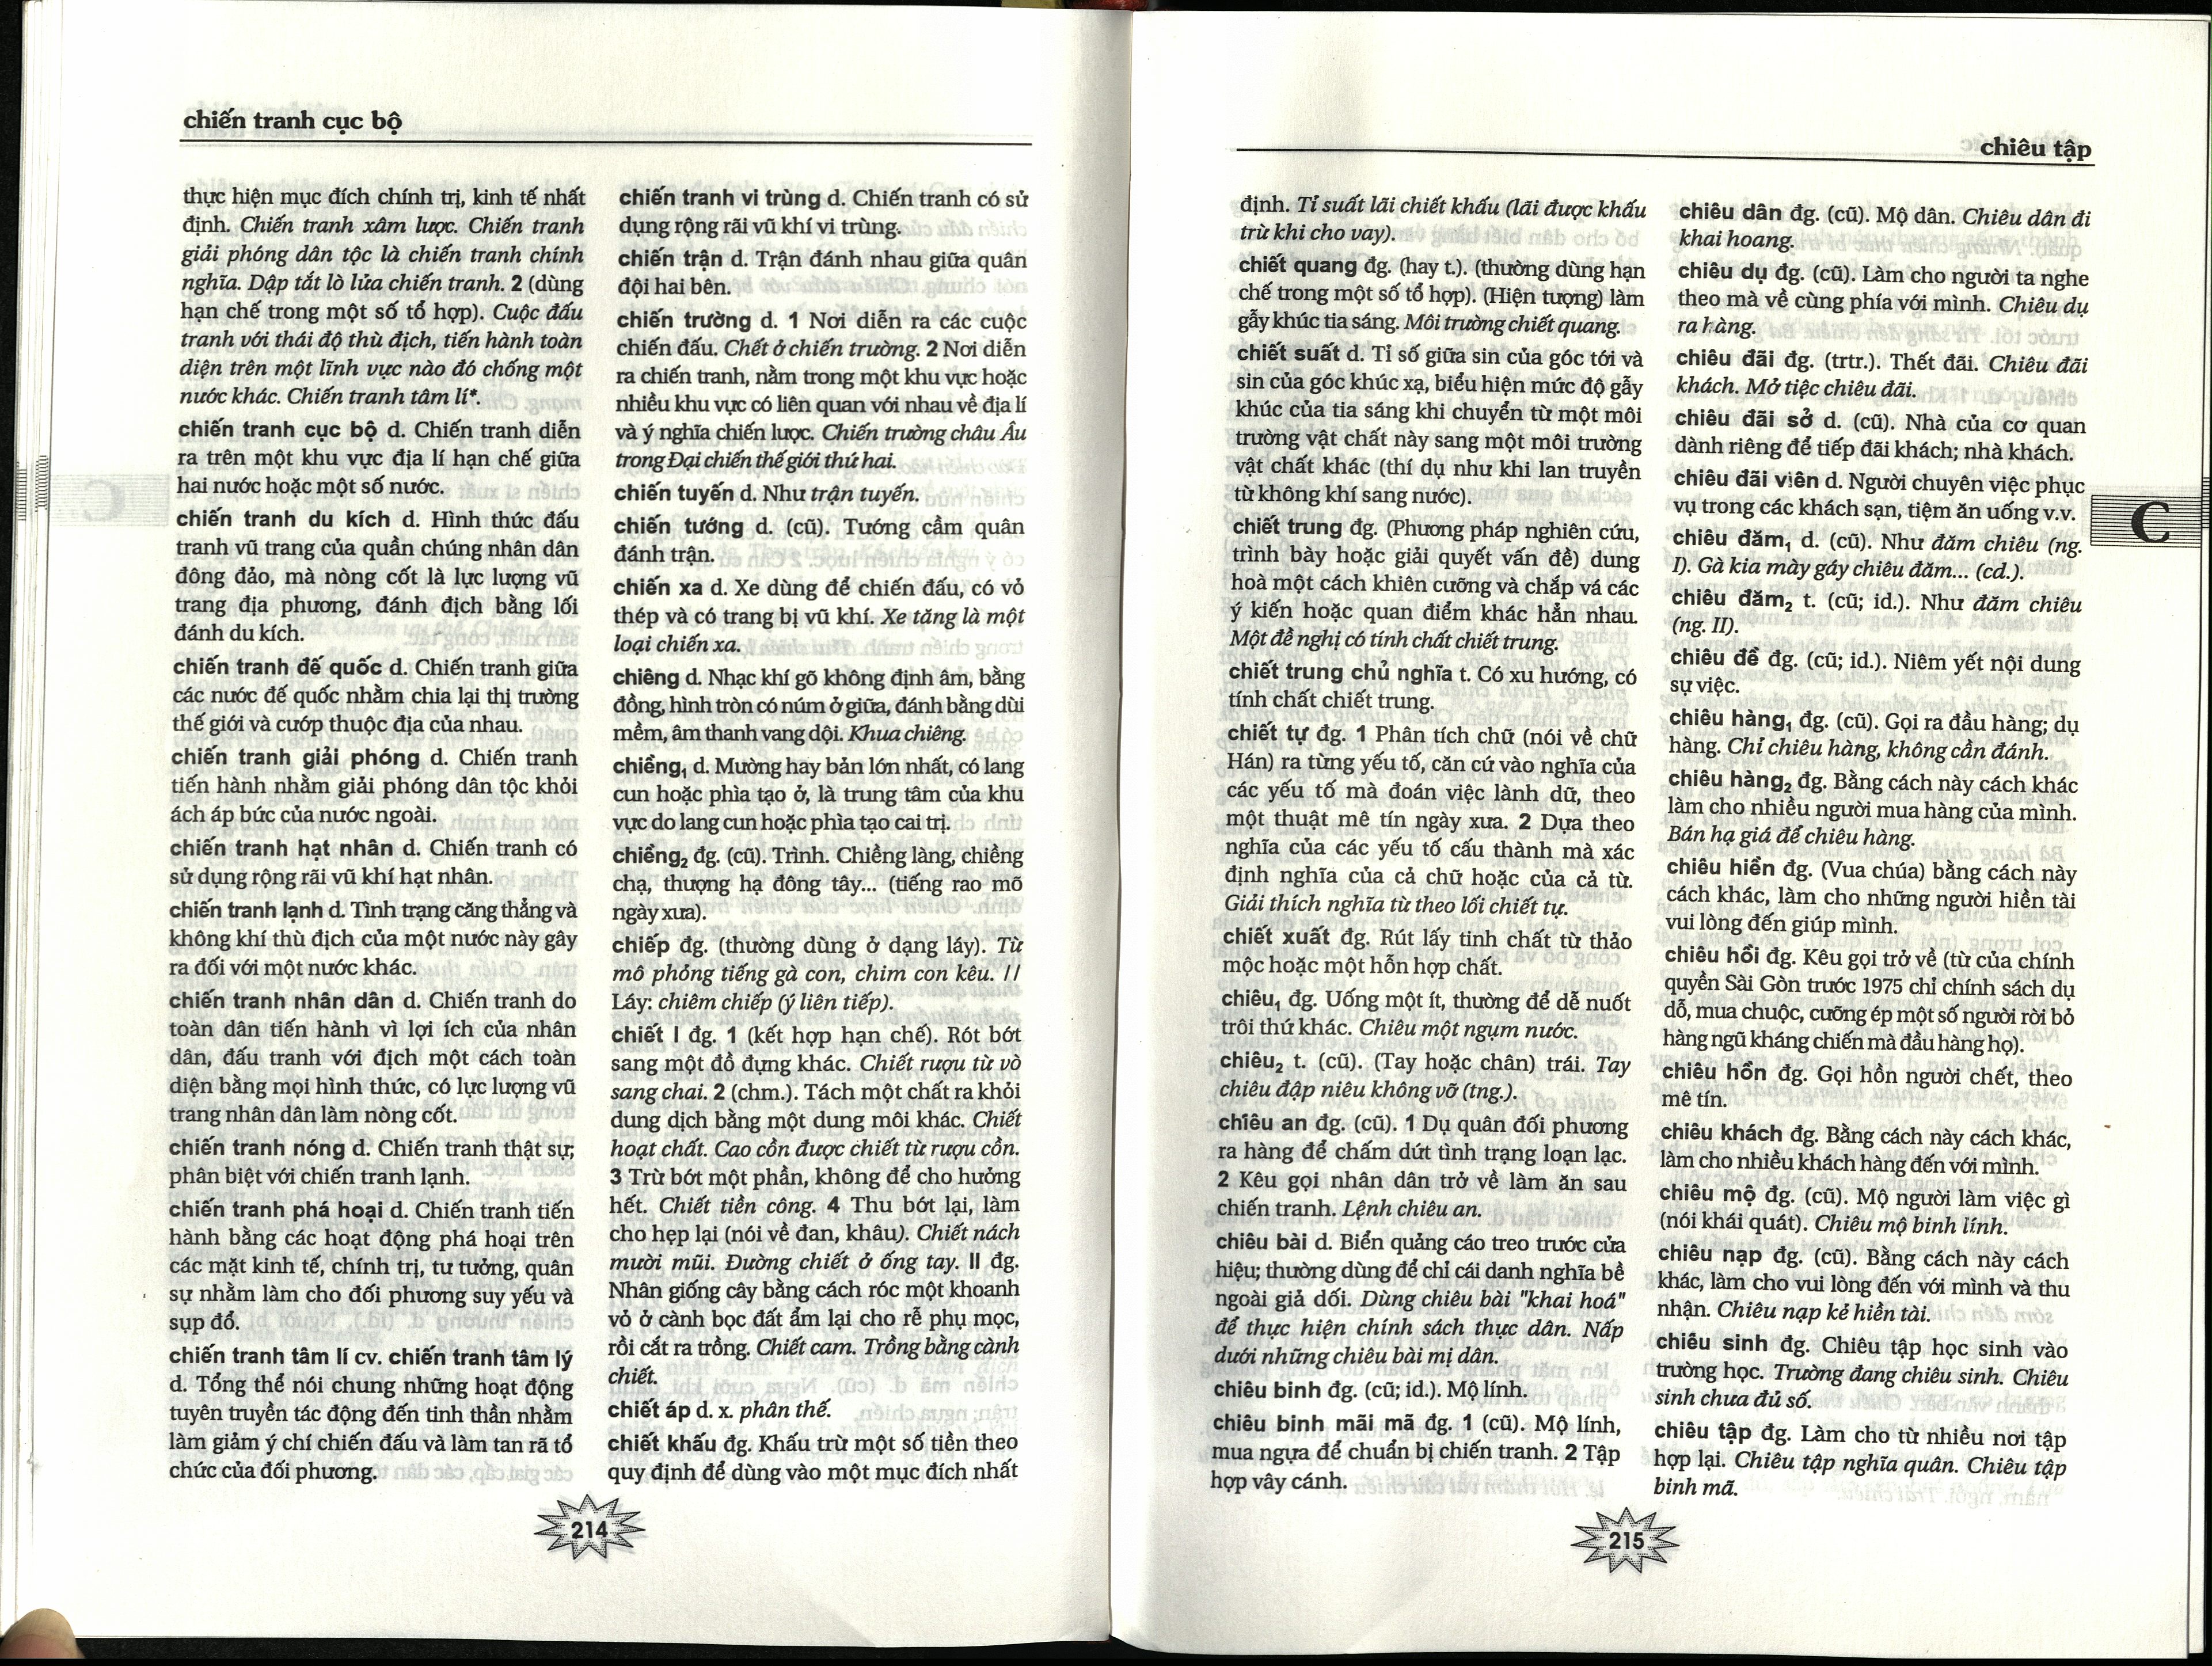 chiến tranh cục bộ
thực hiện mục đích chính trị, kinh tế nhất
định. Chiến tranh xâm lược. Chiến tranh
giải phóng dân tộc là chiến tranh chính
nghĩa. Dập tắt lò lửa chiến tranh. 2 (dùng
hạn chế trong một số tổ hợp). Cuộc đấu
tranh với thái độ thù địch, tiến hành toàn
diện trên một lĩnh vực nào đó chống một
nước khác. Chiến tranh tâm lí*.
chiến tranh cục bộ d. Chiến tranh diễn
ra trên một khu vực địa lí hạn chế giữa
hai nước hoặc một số nước.
chiến tranh du kích d. Hình thức đấu
tranh vũ trang của quần chúng nhân dân
đông đảo, mà nòng cốt là lực lượng vũ
trang địa phương, đánh địch bằng lối
đánh du kích.
chiến tranh đế quốc d. Chiến tranh giữa
các nước đế quốc nhằm chia lại thị trường
thế giới và cướp thuộc địa của nhau.
chiến tranh giải phóng d. Chiến tranh
tiến hành nhằm giải phóng dân tộc khỏi
ách áp bức của nước ngoài.
chiến tranh hạt nhân d. Chiến tranh có
sử dụng rộng rãi vũ khí hạt nhân.
chiến tranh lạnh d. Tình trạng căng thẳng và
không khí thù địch của một nước này gây
ra đối với một nước khác.
chiến tranh nhân dân d. Chiến tranh do
toàn dân tiến hành vì lợi ích của nhân
dân, đấu tranh với địch một cách toàn
diện bằng mọi hình thức, có lực lượng vũ
trang nhân dân làm nòng cốt.
chiến tranh nóng d. Chiến tranh thật sự;
phân biệt với chiến tranh lạnh.
chiến tranh phá hoại d. Chiến tranh tiến
hành bằng các hoạt động phá hoại trên
các mặt kinh tế, chính trị, tư tưởng, quân
sự nhằm làm cho đối phương suy yếu và
sụp đổ.
chiến tranh tâm lí cv. chiến tranh tâm lý
d. Tổng thể nói chung những hoạt động
tuyên truyền tác động đến tinh thần nhằm
làm giảm ý chí chiến đấu và làm tan rã tổ
chức của đối phương.
chiến tranh vi trùng d. Chiến tranh có sử
dụng rộng rãi vũ khí vi trùng.
chiến trận d. Trận đánh nhau giữa quân
đội hai bên.
chiến trường d. 1 Nơi diễn ra các cuộc
chiến đấu. Chết ở chiến trường. 2 Nơi diễn
ra chiến tranh, nằm trong một khu vực hoặc
nhiều khu vực có liên quan với nhau về địa lí
và ý nghĩa chiến lược. Chiến trường châu Âu
trong Đại chiến thế giới thứ hai.
chiến tuyến d. Như trận tuyến.
chiến tướng d. (cũ). Tướng cầm quân
đánh trận.
chiến xa d. Xe dùng để chiến đấu, có vỏ
thép và có trang bị vũ khí. Xe tăng là một
loại chiến xa.
chiêng d. Nhạc khí gõ không định âm, bằng
đồng, hình tròn có núm ở giữa, đánh bằng dùi
mềm, âm thanh vang dội. Khua chiêng.
chiềng₁ d. Mường hay bản lớn nhất, có lang
cun hoặc phìa tạo ở, là trung tâm của khu
vực do lang cun hoặc phìa tạo cai trị.
chiềng₂ đg. (cũ). Trình. Chiềng làng, chiềng
chạ, thượng hạ đông tây... (tiếng rao mõ
ngày xưa).
chiếp đg. (thường dùng ở dạng láy). Từ
mô phỏng tiếng gà con, chim con kêu. //
Láy: chiêm chiếp (ý liên tiếp).
chiết I đg. 1 (kết hợp hạn chế). Rót bớt
sang một đồ đựng khác. Chiết rượu từ vò
sang chai. 2 (chm.). Tách một chất ra khỏi
dung dịch bằng một dung môi khác. Chiết
hoạt chất. Cao cồn được chiết từ rượu cồn.
3 Trừ bớt một phần, không để cho hưởng
hết. Chiết tiền công. 4 Thu bớt lại, làm
cho hẹp lại (nói về đan, khâu). Chiết nách
mười mũi. Đường chiết ở ống tay. II đg.
Nhân giống cây bằng cách róc một khoanh
vỏ ở cành bọc đất ẩm lại cho rễ phụ mọc,
rồi cắt ra trồng. Chiết cam. Trồng bằng cành
chiết.
chiết áp d. x. phân thế.
chiết khấu đg. Khấu trừ một số tiền theo
quy định để dùng vào một mục đích nhất
214
chiêu tập
định. Tỉ suất lãi chiết khấu (lãi được khấu
trừ khi cho vay).
chiết quang đg. (hay t.). (thường dùng hạn
chế trong một số tổ hợp). (Hiện tượng) làm
gẫy khúc tia sáng. Môi trường chiết quang.
chiết suất d. Tỉ số giữa sin của góc tới và
sin của góc khúc xạ, biểu hiện mức độ gẫy
khúc của tia sáng khi chuyển từ một môi
trường vật chất này sang một môi trường
vật chất khác (thí dụ như khi lan truyền
từ không khí sang nước).
chiết trung đg. (Phương pháp nghiên cứu,
trình bày hoặc giải quyết vấn đề) dung
hoà một cách khiên cưỡng và chắp vá các
ý kiến hoặc quan điểm khác hẳn nhau.
Một đề nghị có tính chất chiết trung.
chiết trung chủ nghĩa t. Có xu hướng, có
tính chất chiết trung.
chiết tự đg. 1 Phân tích chữ (nói về chữ
Hán) ra từng yếu tố, căn cứ vào nghĩa của
các yếu tố mà đoán việc lành dữ, theo
một thuật mê tín ngày xưa. 2 Dựa theo
nghĩa của các yếu tố cấu thành mà xác
định nghĩa của cả chữ hoặc của cả từ.
Giải thích nghĩa từ theo lối chiết tự.
chiết xuất đg. Rút lấy tinh chất từ thảo
mộc hoặc một hỗn hợp chất.
chiêu₁ đg. Uống một ít, thường để dễ nuốt
trôi thứ khác. Chiêu một ngụm nước.
chiêu₂ t. (cũ). (Tay hoặc chân) trái. Tay
chiêu đập niêu không vỡ (tng.).
chiêu an đg. (cũ). 1 Dụ quân đối phương
ra hàng để chấm dứt tình trạng loạn lạc.
2 Kêu gọi nhân dân trở về làm ăn sau
chiến tranh. Lệnh chiêu an.
chiêu bài d. Biển quảng cáo treo trước cửa
hiệu; thường dùng để chỉ cái danh nghĩa bề
ngoài giả dối. Dùng chiêu bài "khai hoá"
để thực hiện chính sách thực dân. Nấp
dưới những chiêu bài mị dân.
chiêu binh đg. (cũ; id.). Mộ lính.
chiêu binh mãi mã đg. 1 (cũ). Mộ lính,
mua ngựa để chuẩn bị chiến tranh. 2 Tập
hợp vây cánh.
chiêu dân đg. (cũ). Mộ dân. Chiêu dân đi
khai hoang.
chiêu dụ đg. (cũ). Làm cho người ta nghe
theo mà về cùng phía với mình. Chiêu dụ
ra hàng.
chiêu đãi đg. (trtr.). Thết đãi. Chiêu đãi
khách. Mở tiệc chiêu đãi.
chiêu đãi sở d. (cũ). Nhà của cơ quan
dành riêng để tiếp đãi khách; nhà khách.
chiêu đãi viên d. Người chuyên việc phục
vụ trong các khách sạn, tiệm ăn uống v.v.
chiêu đăm₁ d. (cũ). Như đăm chiêu (ng.
I). Gà kia mày gáy chiêu đăm... (cd.).
chiêu đăm₂ t. (cũ; id.). Như đăm chiêu
(ng. II).
chiêu đề đg. (cũ; id.). Niêm yết nội dung
sự việc.
chiêu hàng₁ đg. (cũ). Gọi ra đầu hàng; dụ
hàng. Chỉ chiêu hàng, không cần đánh.
chiêu hàng₂ đg. Bằng cách này cách khác
làm cho nhiều người mua hàng của mình.
Bán hạ giá để chiêu hàng.
chiêu hiền đg. (Vua chúa) bằng cách này
cách khác, làm cho những người hiền tài
vui lòng đến giúp mình.
chiêu hồi đg. Kêu gọi trở về (từ của chính
quyền Sài Gòn trước 1975 chỉ chính sách dụ
dỗ, mua chuộc, cưỡng ép một số người rời bỏ
hàng ngũ kháng chiến mà đầu hàng họ).
chiêu hồn đg. Gọi hồn người chết, theo
mê tín.
chiêu khách đg. Bằng cách này cách khác,
làm cho nhiều khách hàng đến với mình.
chiêu mộ đg. (cũ). Mộ người làm việc gì
(nói khái quát). Chiêu mộ binh lính.
chiêu nạp đg. (cũ). Bằng cách này cách
khác, làm cho vui lòng đến với mình và thu
nhận. Chiêu nạp kẻ hiền tài.
chiêu sinh đg. Chiêu tập học sinh vào
trường học. Trường đang chiêu sinh. Chiêu
sinh chưa đủ số.
chiêu tập đg. Làm cho từ nhiều nơi tập
hợp lại. Chiêu tập nghĩa quân. Chiêu tập
binh mã.
C
215